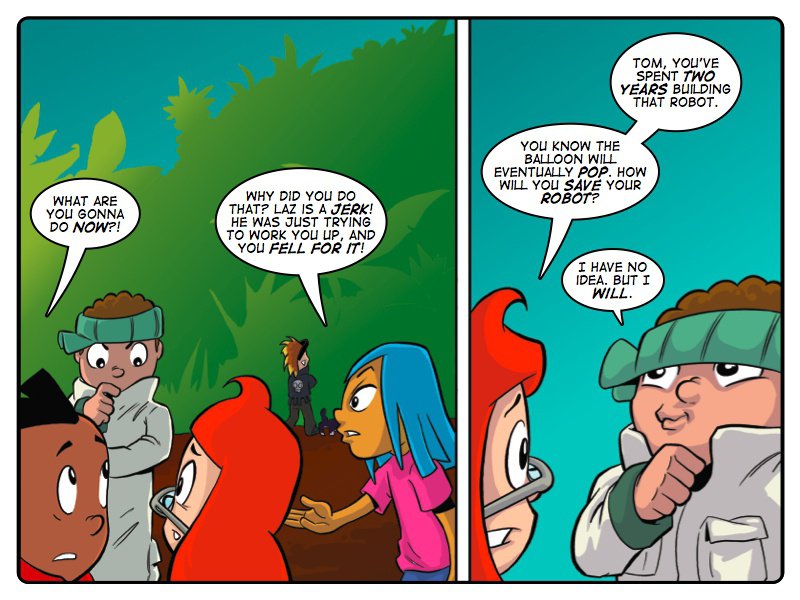 WHAT ARE
YOU GONNA
DO NOW?!
WHY DID YOU DO
THAT? LAZ IS A JERK!
HE WAS JUST TRYING
TO WORK YOU UP, AND
YOU FELL FOR IT!
TOM, YOU'VE
SPENT TWO
YEARS BUILDING
THAT ROBOT.
YOU KNOW THE
BALLOON WILL
EVENTUALLY POP. HOW
WILL YOU SAVE YOUR
ROBOT?
I HAVE NO
IDEA. BUT I
WILL.